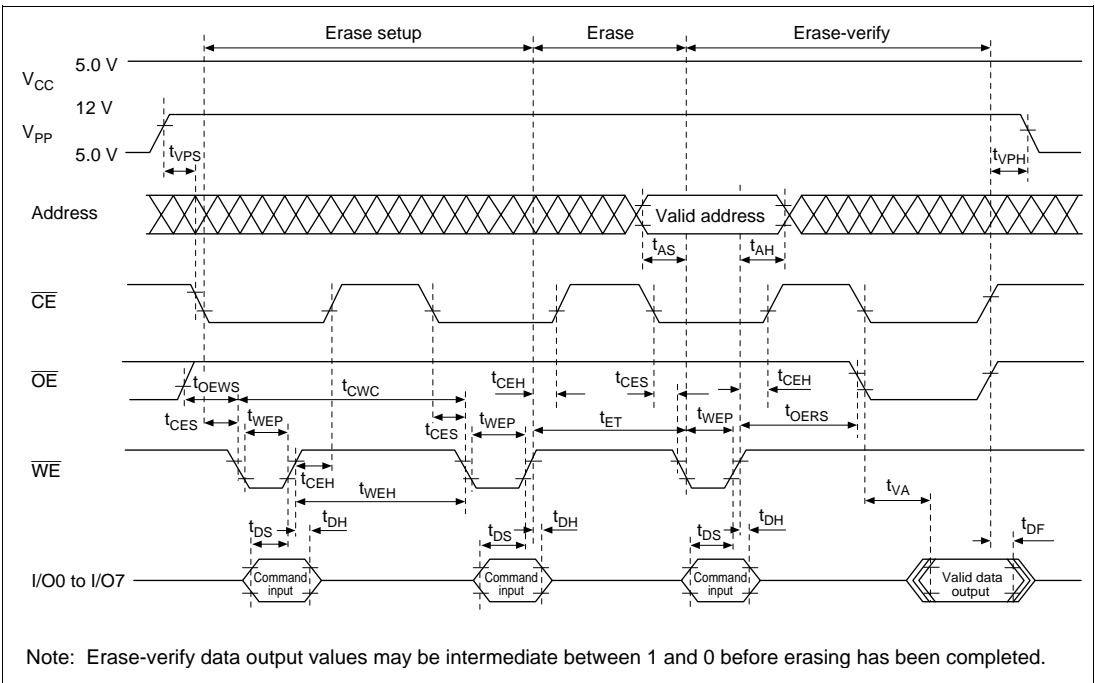 Erase setup Erase Erase-verify
5.0 V
VCC
12 V
VPP
5.0 V
tVPS tVPH
Address Valid address
tAS tAH
CE
OE
tOEWS tCWC tCEH tCES tCEH
tCES tWEP tCES tWEP tET tWEP tOERS
WE
tCEH tWEH tVA
tDS tDH tDS tDH tDS tDH tDF
I/O0 to I/O7 Command input Command input Command input Valid data output
Note: Erase-verify data output values may be intermediate between 1 and 0 before erasing has been completed.